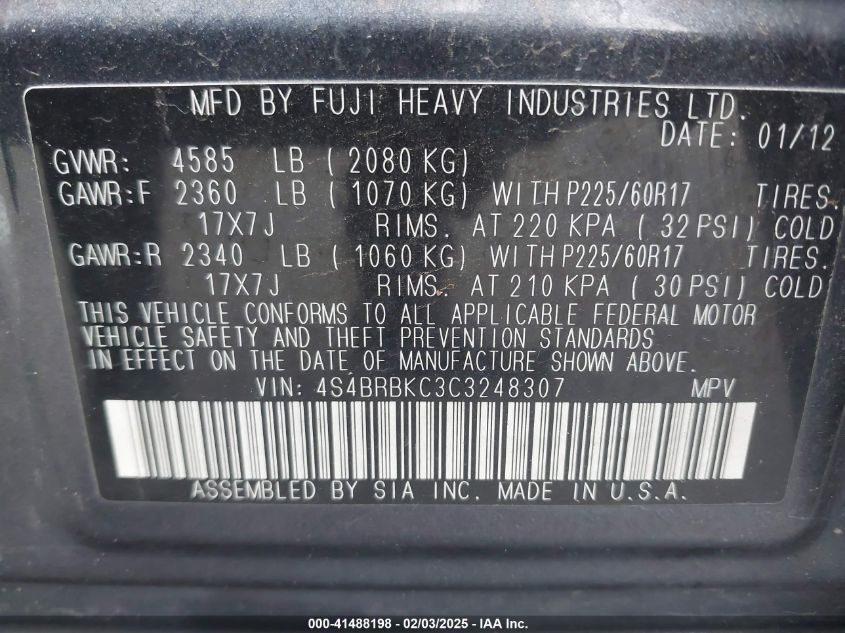 MFD BY FUJI HEAVY INDUSTRIES LTD.
DATE: 01/12
GVWR: 4585 LB ( 2080 KG)
GAWR:F 2360 LB ( 1070 KG) WITH P225/60R17 TIRES.
17X7J RIMS. AT 220 KPA ( 32 PSI) COLD
GAWR:R 2340 LB ( 1060 KG) WITH P225/60R17 TIRES.
17X7J RIMS. AT 210 KPA ( 30 PSI) COLD
THIS VEHICLE CONFORMS TO ALL APPLICABLE FEDERAL MOTOR
VEHICLE SAFETY AND THEFT PREVENTION STANDARDS
IN EFFECT ON THE DATE OF MANUFACTURE SHOWN ABOVE.
VIN: 4S4BRBKC3C3248307 MPV
ASSEMBLED BY SIA INC. MADE IN U.S.A.
000-41488198 - 02/03/2025 - IAA Inc.